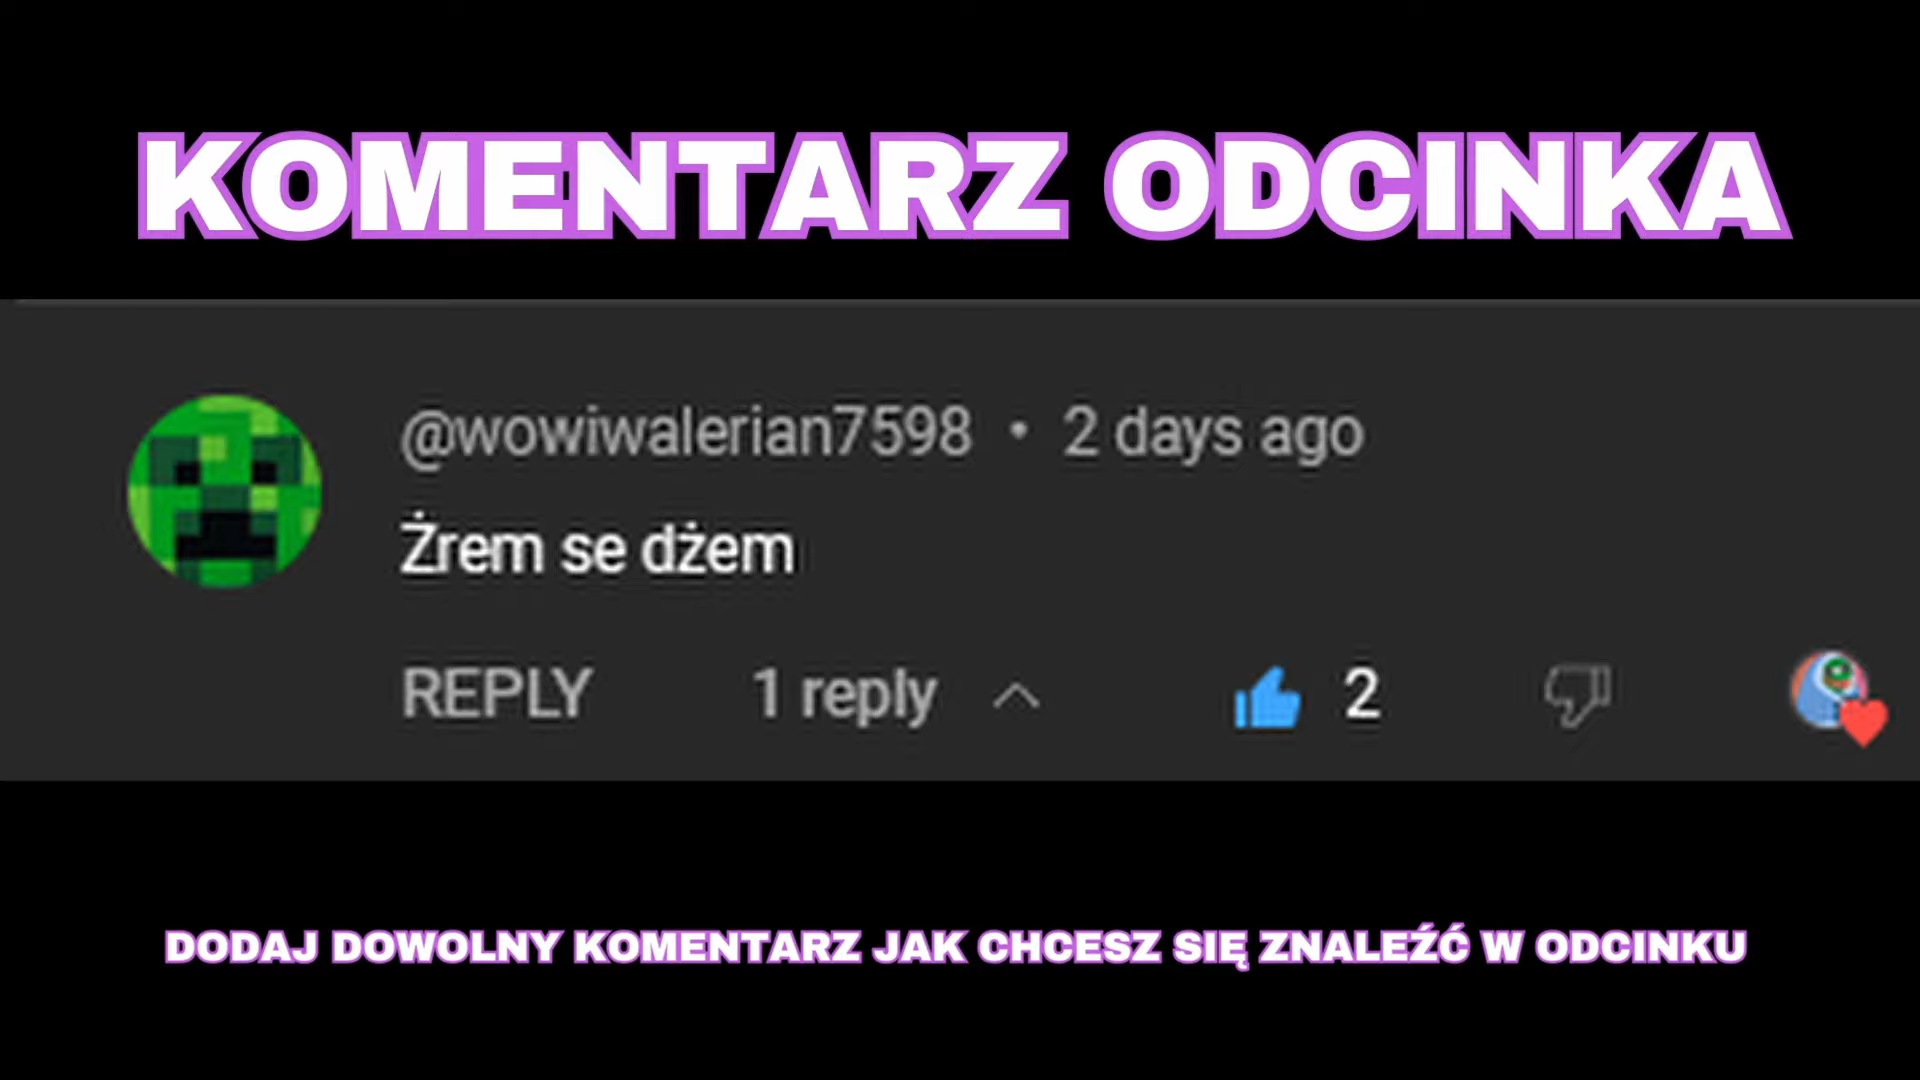 KOMENTARZ ODCINKA
@wowiwalerian7598 • 2 days ago
Żrem se dżem
REPLY 1 reply 2
DODAJ DOWOLNY KOMENTARZ JAK CHCESZ SIĘ ZNALEŹĆ W ODCINKU